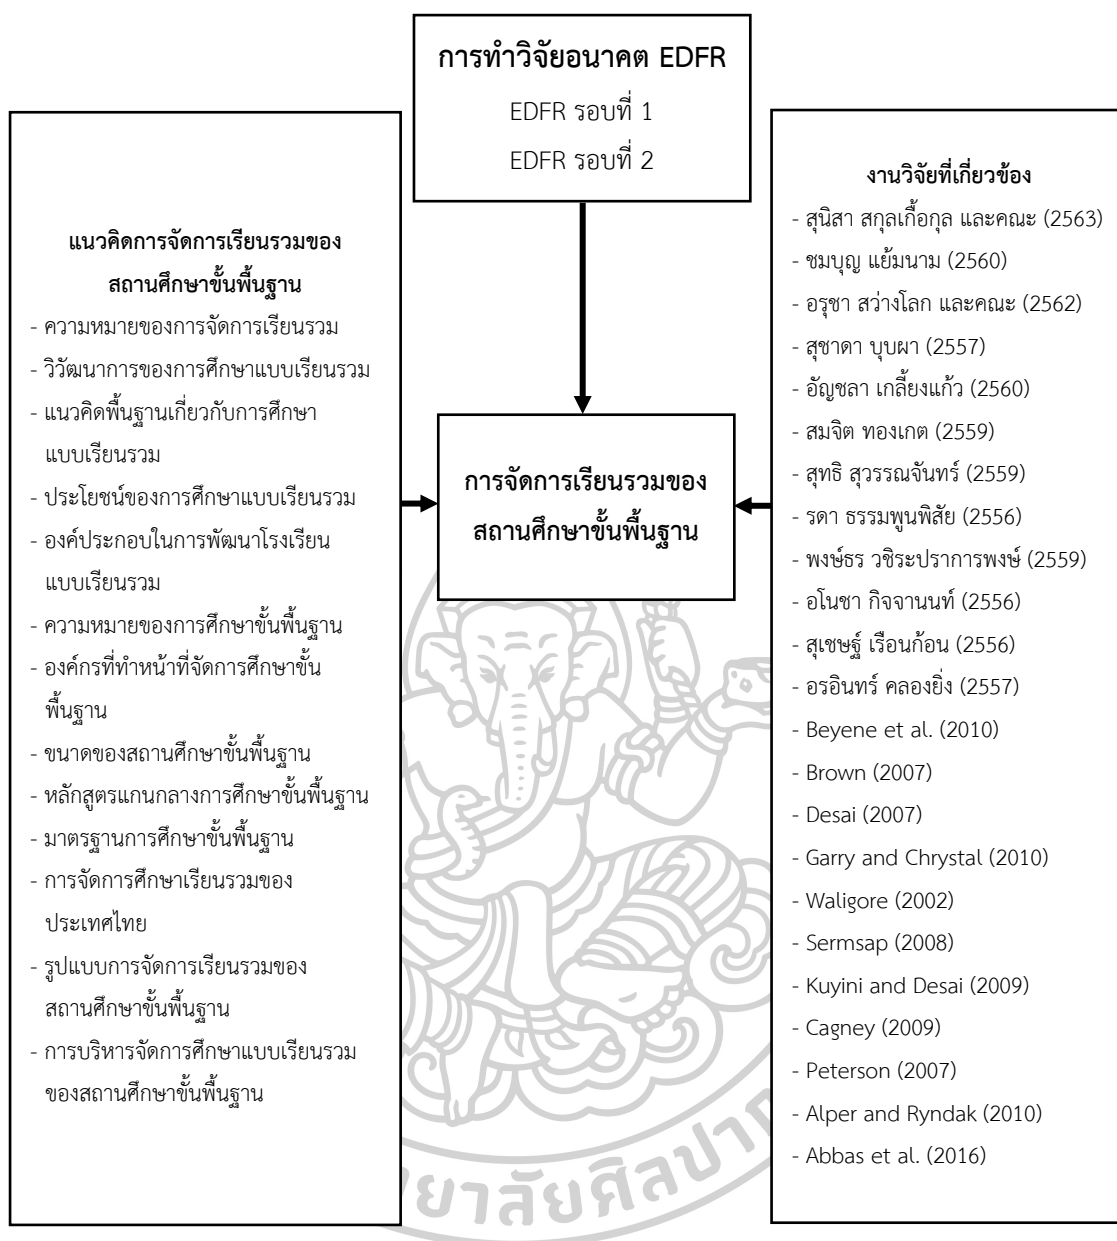 การทำวิจัยอนาคต EDFR
EDFR รอบที่ 1
EDFR รอบที่ 2
แนวคิดการจัดการเรียนรวมของ
สถานศึกษาขั้นพื้นฐาน
- ความหมายของการจัดการเรียนรวม
- วิวัฒนาการของการศึกษาแบบเรียนรวม
- แนวคิดพื้นฐานเกี่ยวกับการศึกษา
แบบเรียนรวม
- ประโยชน์ของการศึกษาแบบเรียนรวม
- องค์ประกอบในการพัฒนาโรงเรียน
แบบเรียนรวม
- ความหมายของการศึกษาขั้นพื้นฐาน
- องค์กรที่ทำหน้าที่จัดการศึกษาขั้น
พื้นฐาน
- ขนาดของสถานศึกษาขั้นพื้นฐาน
- หลักสูตรแกนกลางการศึกษาขั้นพื้นฐาน
- มาตรฐานการศึกษาขั้นพื้นฐาน
- การจัดการศึกษาเรียนรวมของ
ประเทศไทย
- รูปแบบการจัดการเรียนรวมของ
สถานศึกษาขั้นพื้นฐาน
- การบริหารจัดการศึกษาแบบเรียนรวม
ของสถานศึกษาขั้นพื้นฐาน
การจัดการเรียนรวมของ
สถานศึกษาขั้นพื้นฐาน
งานวิจัยที่เกี่ยวข้อง
- สุนิสา สกุลเกื้อกุล และคณะ (2563)
- ชมบุญ แย้มนาม (2560)
- อรุชา สว่างโลก และคณะ (2562)
- สุชาดา บุบผา (2557)
- อัญชลา เกลี้ยงแก้ว (2560)
- สมจิต ทองเกต (2559)
- สุทธิ สุวรรณจันทร์ (2559)
- รดา ธรรมพูนพิสัย (2556)
- พงษ์ธร วชิระปราการพงษ์ (2559)
- อโนชา กิจจานนท์ (2556)
- สุเชษฐ์ เรือนก้อน (2556)
- อรอินทร์ คลองยิ่ง (2557)
- Beyene et al. (2010)
- Brown (2007)
- Desai (2007)
- Garry and Chrystal (2010)
- Waligore (2002)
- Sermsap (2008)
- Kuyini and Desai (2009)
- Cagney (2009)
- Peterson (2007)
- Alper and Ryndak (2010)
- Abbas et al. (2016)
ยาลัยศิลปาก